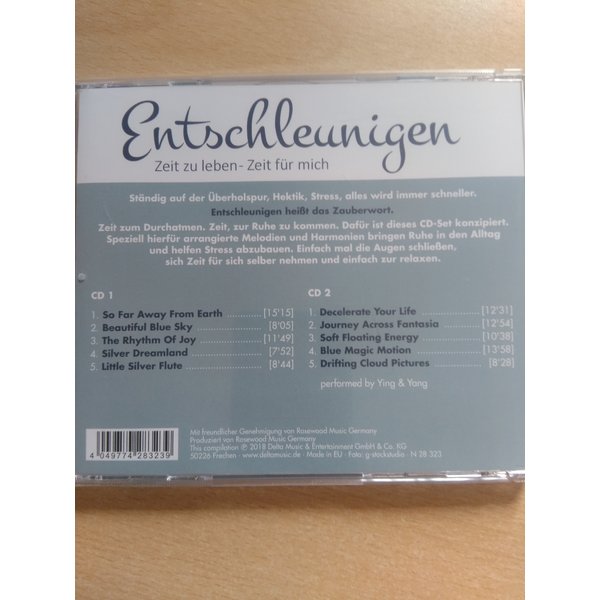 Entschleunigen
Zeit zu leben - Zeit für mich
Ständig auf der Überholspur, Hektik, Stress, alles wird immer schneller.
Entschleunigen heißt das Zauberwort.
Zeit zum Durchatmen. Zeit, zur Ruhe zu kommen. Dafür ist dieses CD-Set konzipiert.
Speziell hierfür arrangierte Melodien und Harmonien bringen Ruhe in den Alltag
und helfen Stress abzubauen. Einfach mal die Augen schließen,
sich Zeit für sich selber nehmen und einfach zur relaxen.
CD 1
1. So Far Away From Earth ............ [15'15]
2. Beautiful Blue Sky .................... [8'05]
3. The Rhythm Of Joy ................ [11'49]
4. Silver Dreamland ...................... [7'52]
5. Little Silver Flute ........................ [8'44]
CD 2
1. Decelerate Your Life .................. [12'31]
2. Journey Across Fantasia ........... [12'54]
3. Soft Floating Energy ................. [10'38]
4. Blue Magic Motion ................... [13'58]
5. Drifting Cloud Pictures ............... [8'28]
performed by Ying & Yang
4 049774 283239
Mit freundlicher Genehmigung von Rosewood Music Germany
Produziert von Rosewood Music Germany
This compilation ℗ 2018 Delta Music & Entertainment GmbH & Co. KG
50226 Frechen · www.deltamusic.de · Made in EU · Foto: g-stockstudio · N 28 323